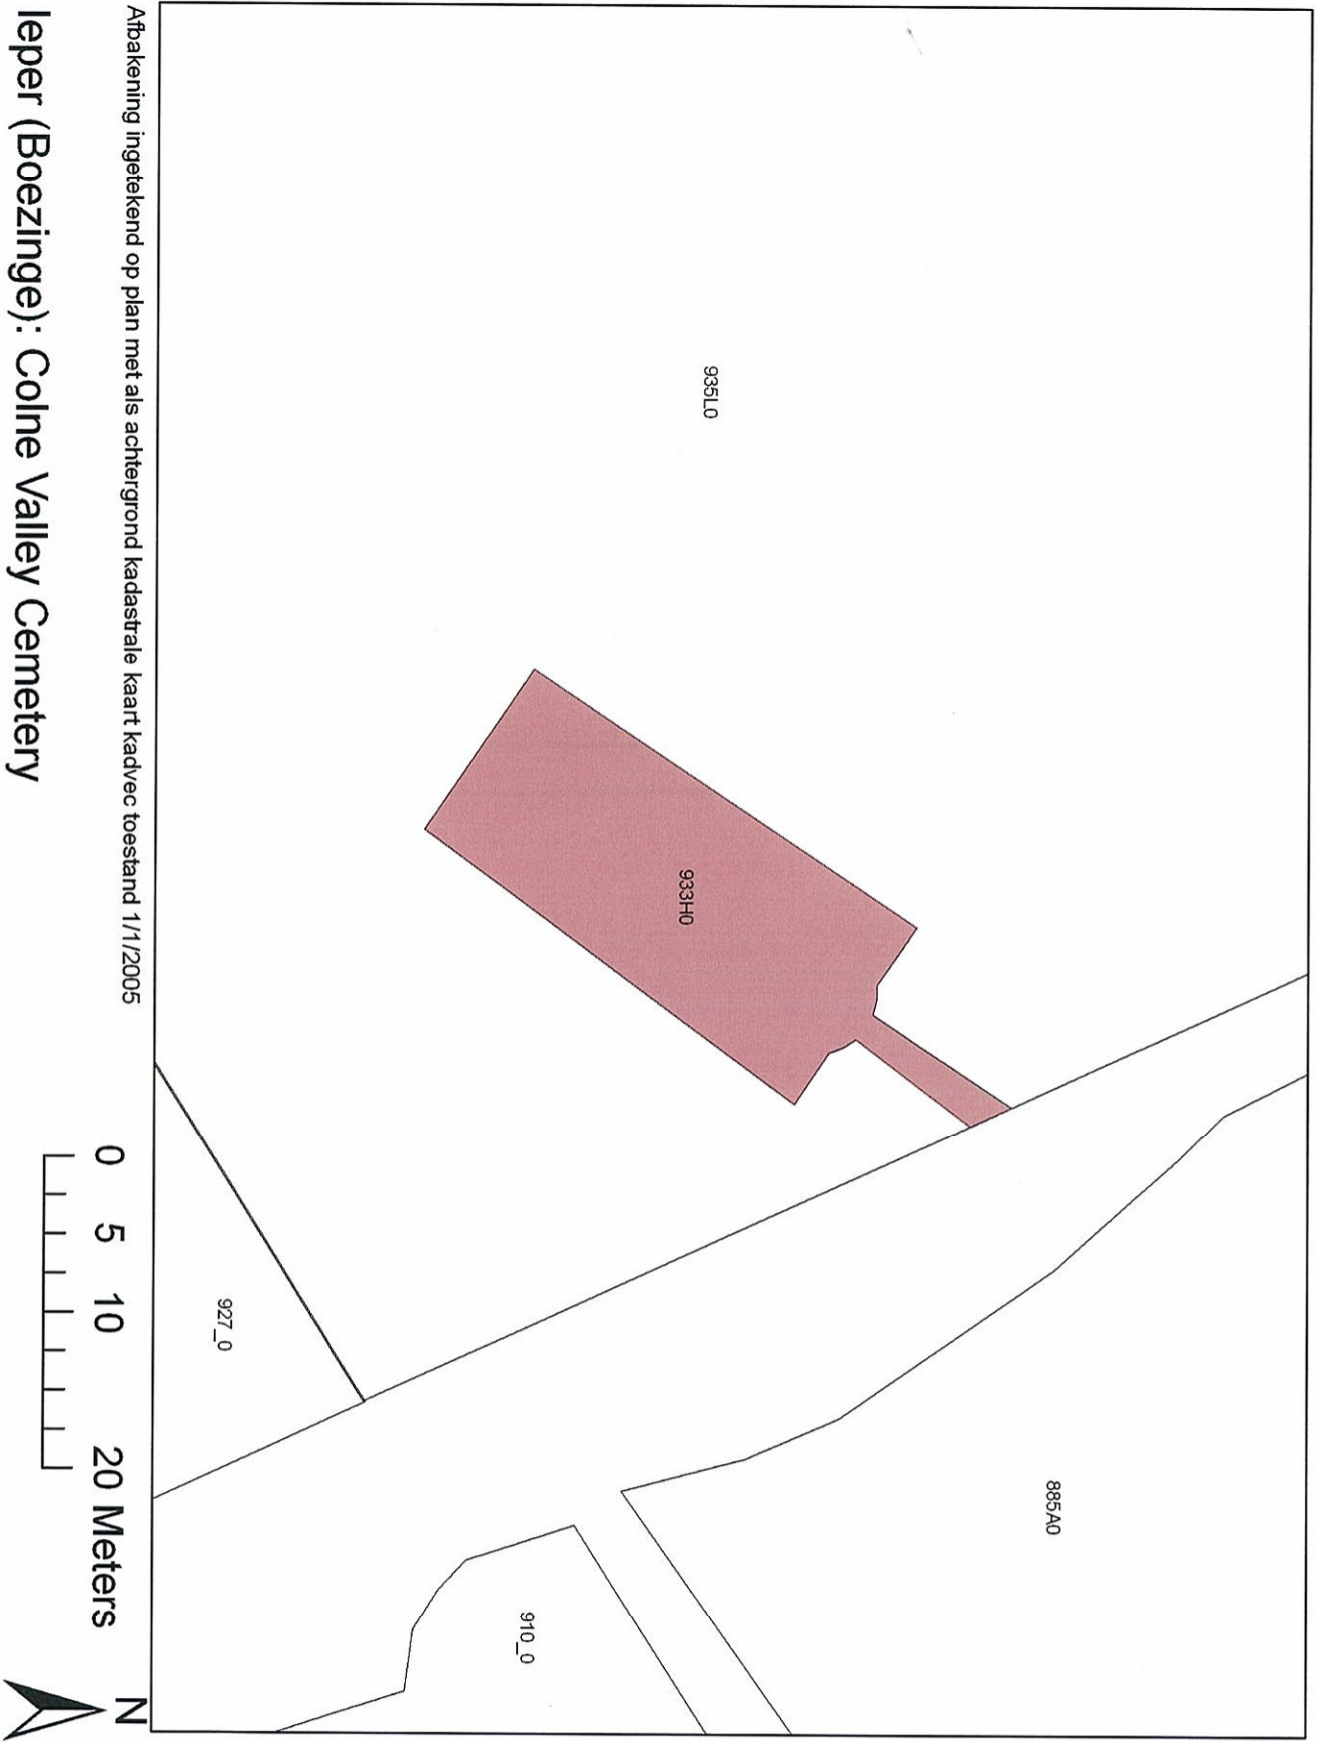 935L0
885A0
933H0
910_0
927_0
Afbakening ingetekend op plan met als achtergrond kadastrale kaart kadvec toestand 1/1/2005
0 5 10 20 Meters
N
Ieper (Boezinge): Colne Valley Cemetery